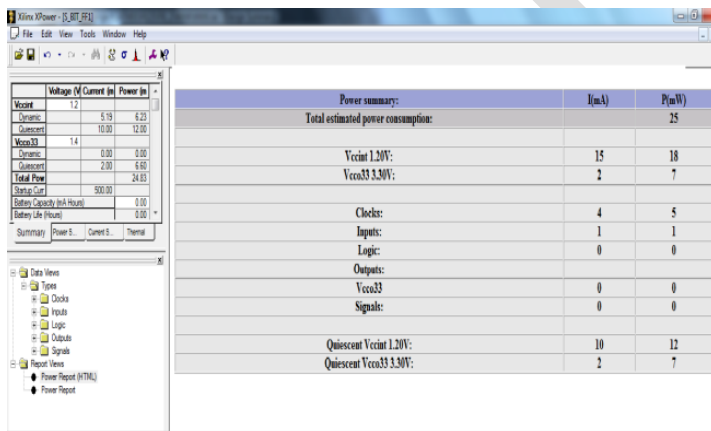 Xilinx XPower - [5_BIT_FF1]
File Edit View Tools Window Help
Voltage (V Current (m Power (m
Vccint 1.2
Dynamic 5.19 6.23
Quiescent 10.00 12.00
Vcco33 1.4
Dynamic 0.00 0.00
Quiescent 2.00 6.60
Total Pow 24.83
Startup Curr 500.00
Battery Capacity (mA Hours) 0.00
Battery Life (Hours) 0.00
Summary Power S... Current S... Thermal
Data Views
Types
Clocks
Inputs
Logic
Outputs
Signals
Report Views
Power Report (HTML)
Power Report
Power summary: I(mA) P(mW)
Total estimated power consumption: 25
Vccint 1.20V: 15 18
Vcco33 3.30V: 2 7
Clocks: 4 5
Inputs: 1 1
Logic: 0 0
Outputs:
Vcco33 0 0
Signals: 0 0
Quiescent Vccint 1.20V: 10 12
Quiescent Vcco33 3.30V: 2 7